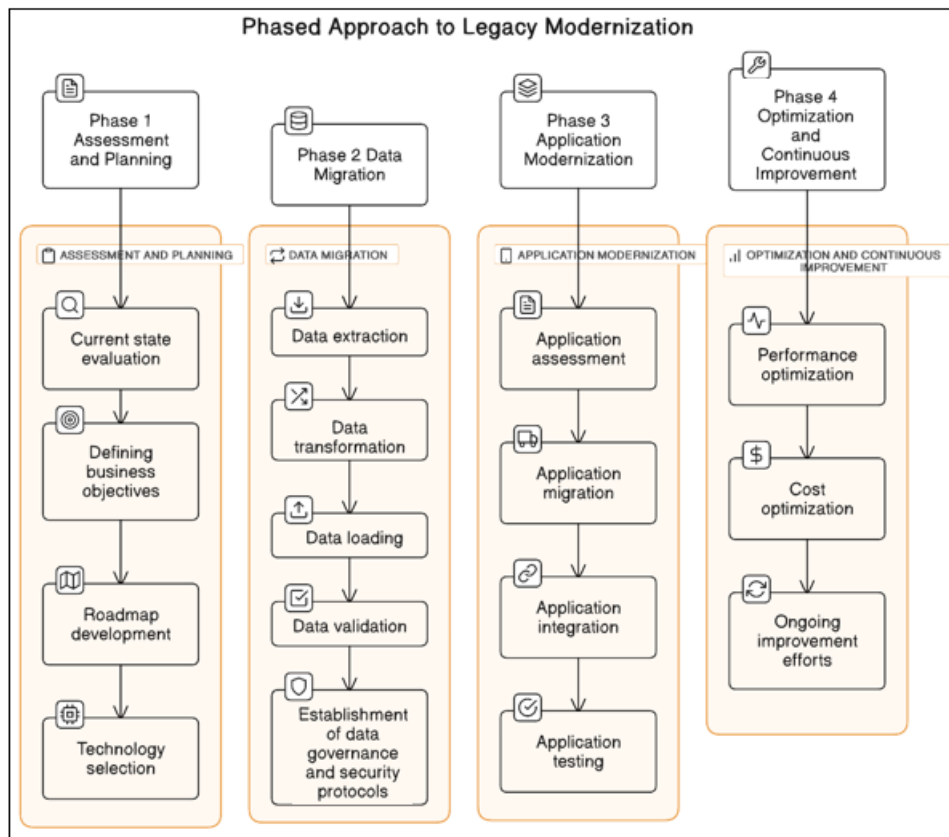 Phased Approach to Legacy Modernization
Phase 1
Assessment
and Planning
ASSESSMENT AND PLANNING
Current state
evaluation
Defining
business
objectives
Roadmap
development
Technology
selection
Phase 2 Data
Migration
DATA MIGRATION
Data extraction
Data
transformation
Data loading
Data validation
Establishment
of data
governance
and security
protocols
Phase 3
Application
Modernization
APPLICATION MODERNIZATION
Application
assessment
Application
migration
Application
integration
Application
testing
Phase 4
Optimization
and
Continuous
Improvement
OPTIMIZATION AND CONTINUOUS
IMPROVEMENT
Performance
optimization
$
Cost
optimization
Ongoing
improvement
efforts